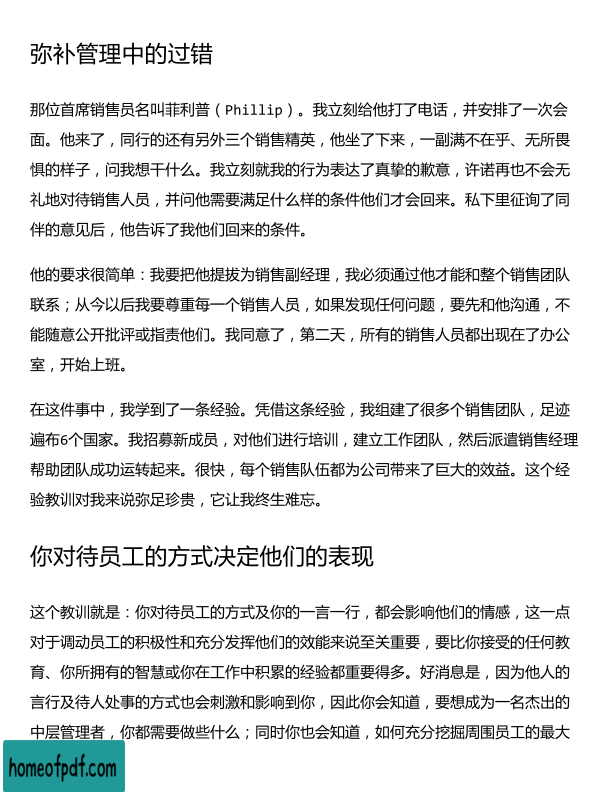 弥补管理中的过错
那位首席销售员名叫菲利普（Phillip）。我立刻给他打了电话，并安排了一次会
面。他来了，同行的还有另外三个销售精英，他坐了下来，一副满不在乎、无所畏
惧的样子，问我想干什么。我立刻就我的行为表达了真挚的歉意，许诺再也不会无
礼地对待销售人员，并问他需要满足什么样的条件他们才会回来。私下里征询了同
伴的意见后，他告诉了我他们回来的条件。
他的要求很简单：我要把他提拔为销售副经理，我必须通过他才能和整个销售团队
联系；从今以后我要尊重每一个销售人员，如果发现任何问题，要先和他沟通，不
能随意公开批评或指责他们。我同意了，第二天，所有的销售人员都出现在了办公
室，开始上班。
在这件事中，我学到了一条经验。凭借这条经验，我组建了很多个销售团队，足迹
遍布6个国家。我招募新成员，对他们进行培训，建立工作团队，然后派遣销售经理
帮助团队成功运转起来。很快，每个销售队伍都为公司带来了巨大的效益。这个经
验教训对我来说弥足珍贵，它让我终生难忘。
你对待员工的方式决定他们的表现
这个教训就是：你对待员工的方式及你的一言一行，都会影响他们的情感，这一点
对于调动员工的积极性和充分发挥他们的效能来说至关重要，要比你接受的任何教
育、你所拥有的智慧或你在工作中积累的经验都重要得多。好消息是，因为他人的
言行及待人处事的方式也会刺激和影响到你，因此你会知道，要想成为一名杰出的
中层管理者，你都需要做些什么；同时你也会知道，如何充分挖掘周围员工的最大
homeofpdf.com